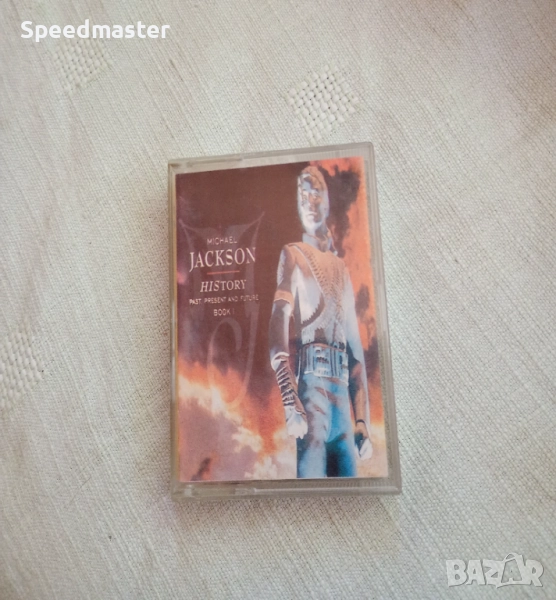 Speedmaster
MICHAEL
JACKSON
HISTORY
PAST, PRESENT AND FUTURE
BOOK I
BAZAR